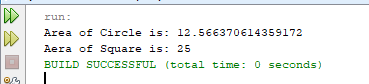 run:
Area of Circle is: 12.566370614359172
Aera of Square is: 25
BUILD SUCCESSFUL (total time: 0 seconds)